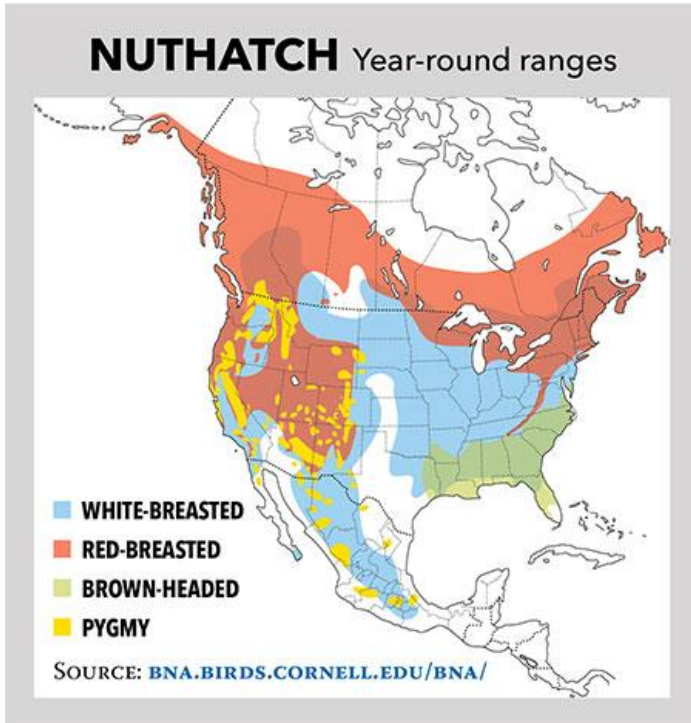 NUTHATCH Year-round ranges
WHITE-BREASTED
RED-BREASTED
BROWN-HEADED
PYGMY
SOURCE: BNA.BIRDS.CORNELL.EDU/BNA/